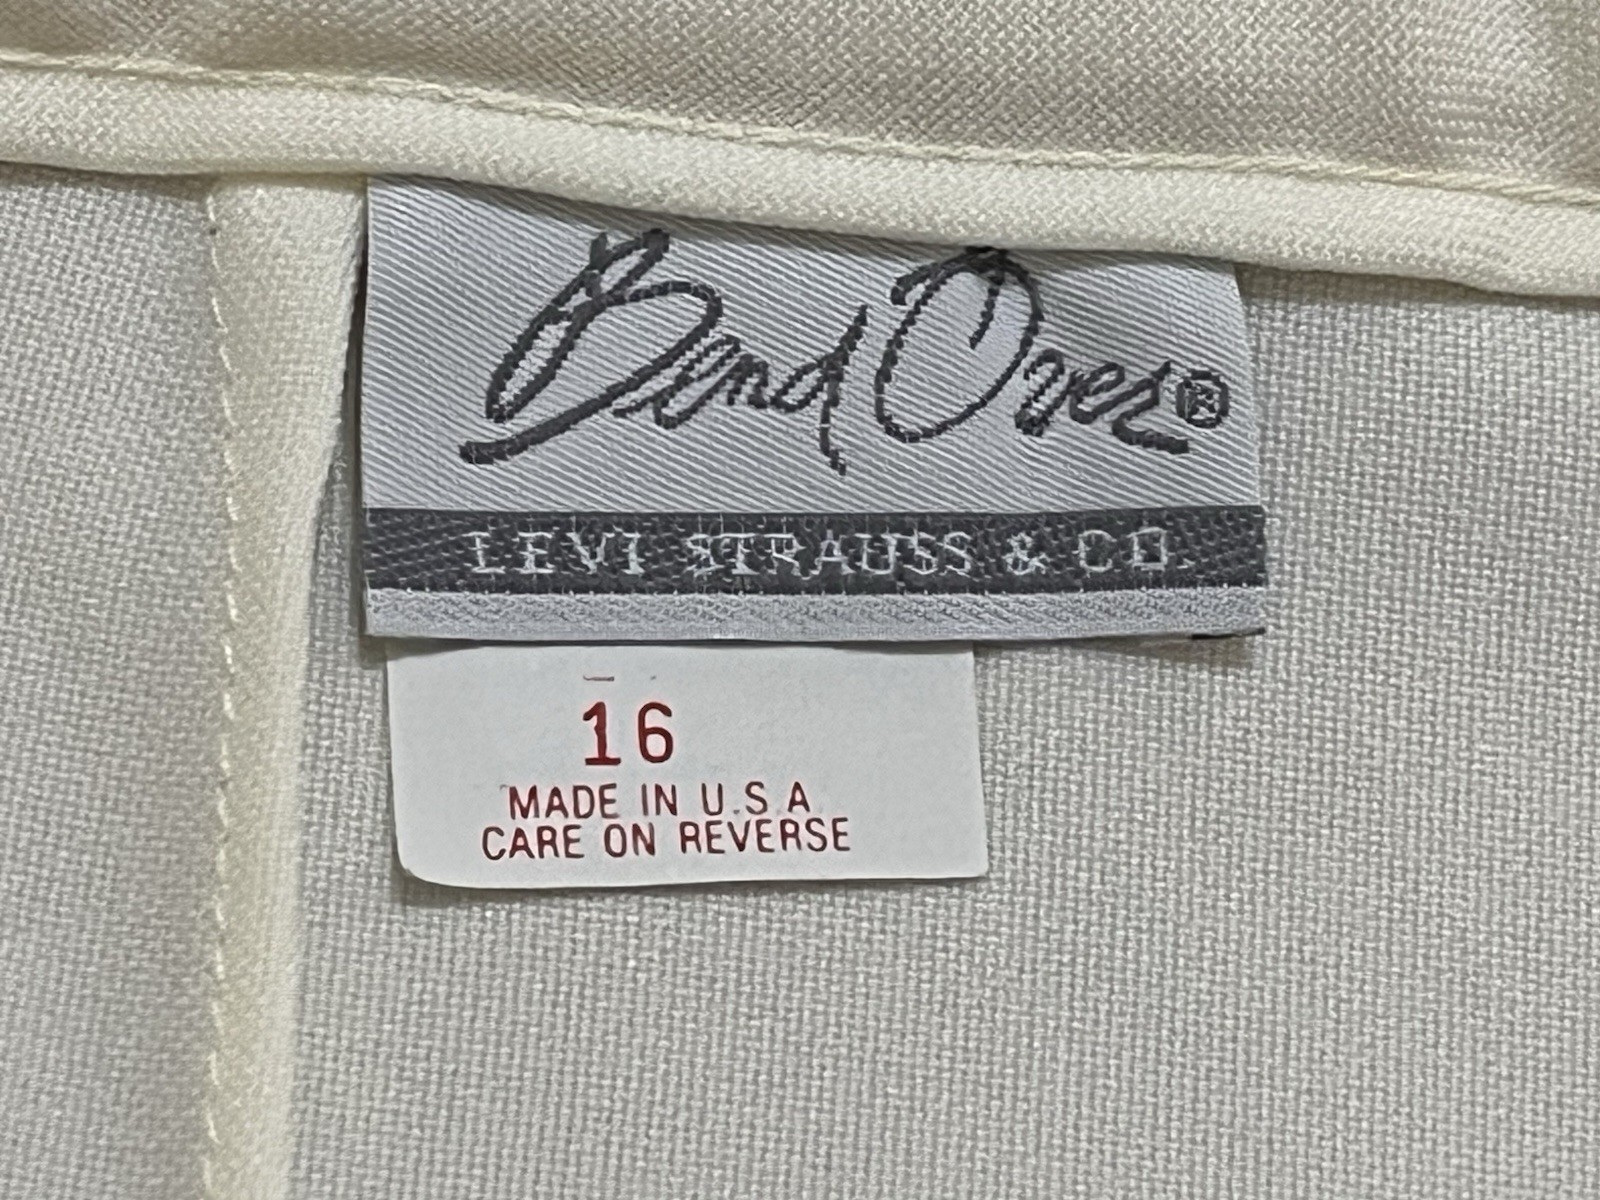 Bend Over®
LEVI STRAUSS & CO.
16
MADE IN U.S.A
CARE ON REVERSE